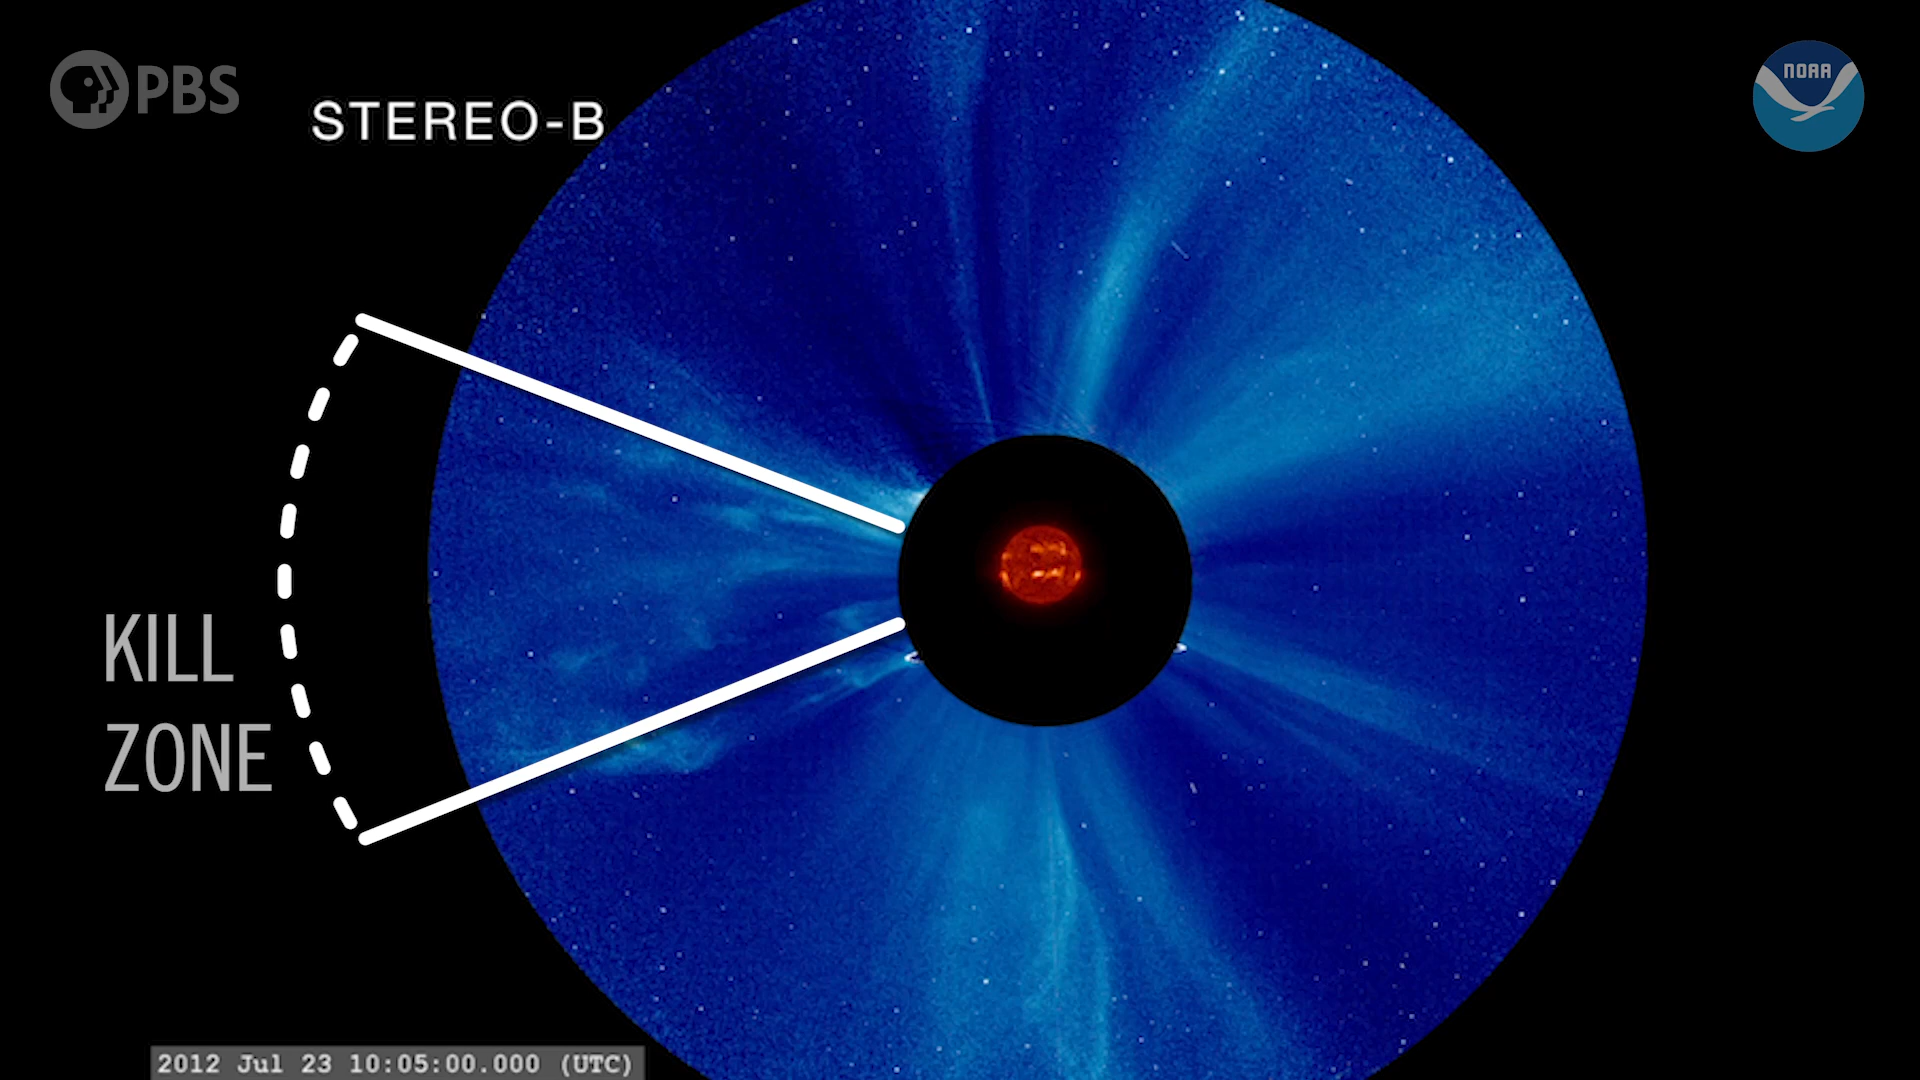 PBS
NOAA
STEREO-B
KILL
ZONE
2012 Jul 23 10:05:00.000 (UTC)